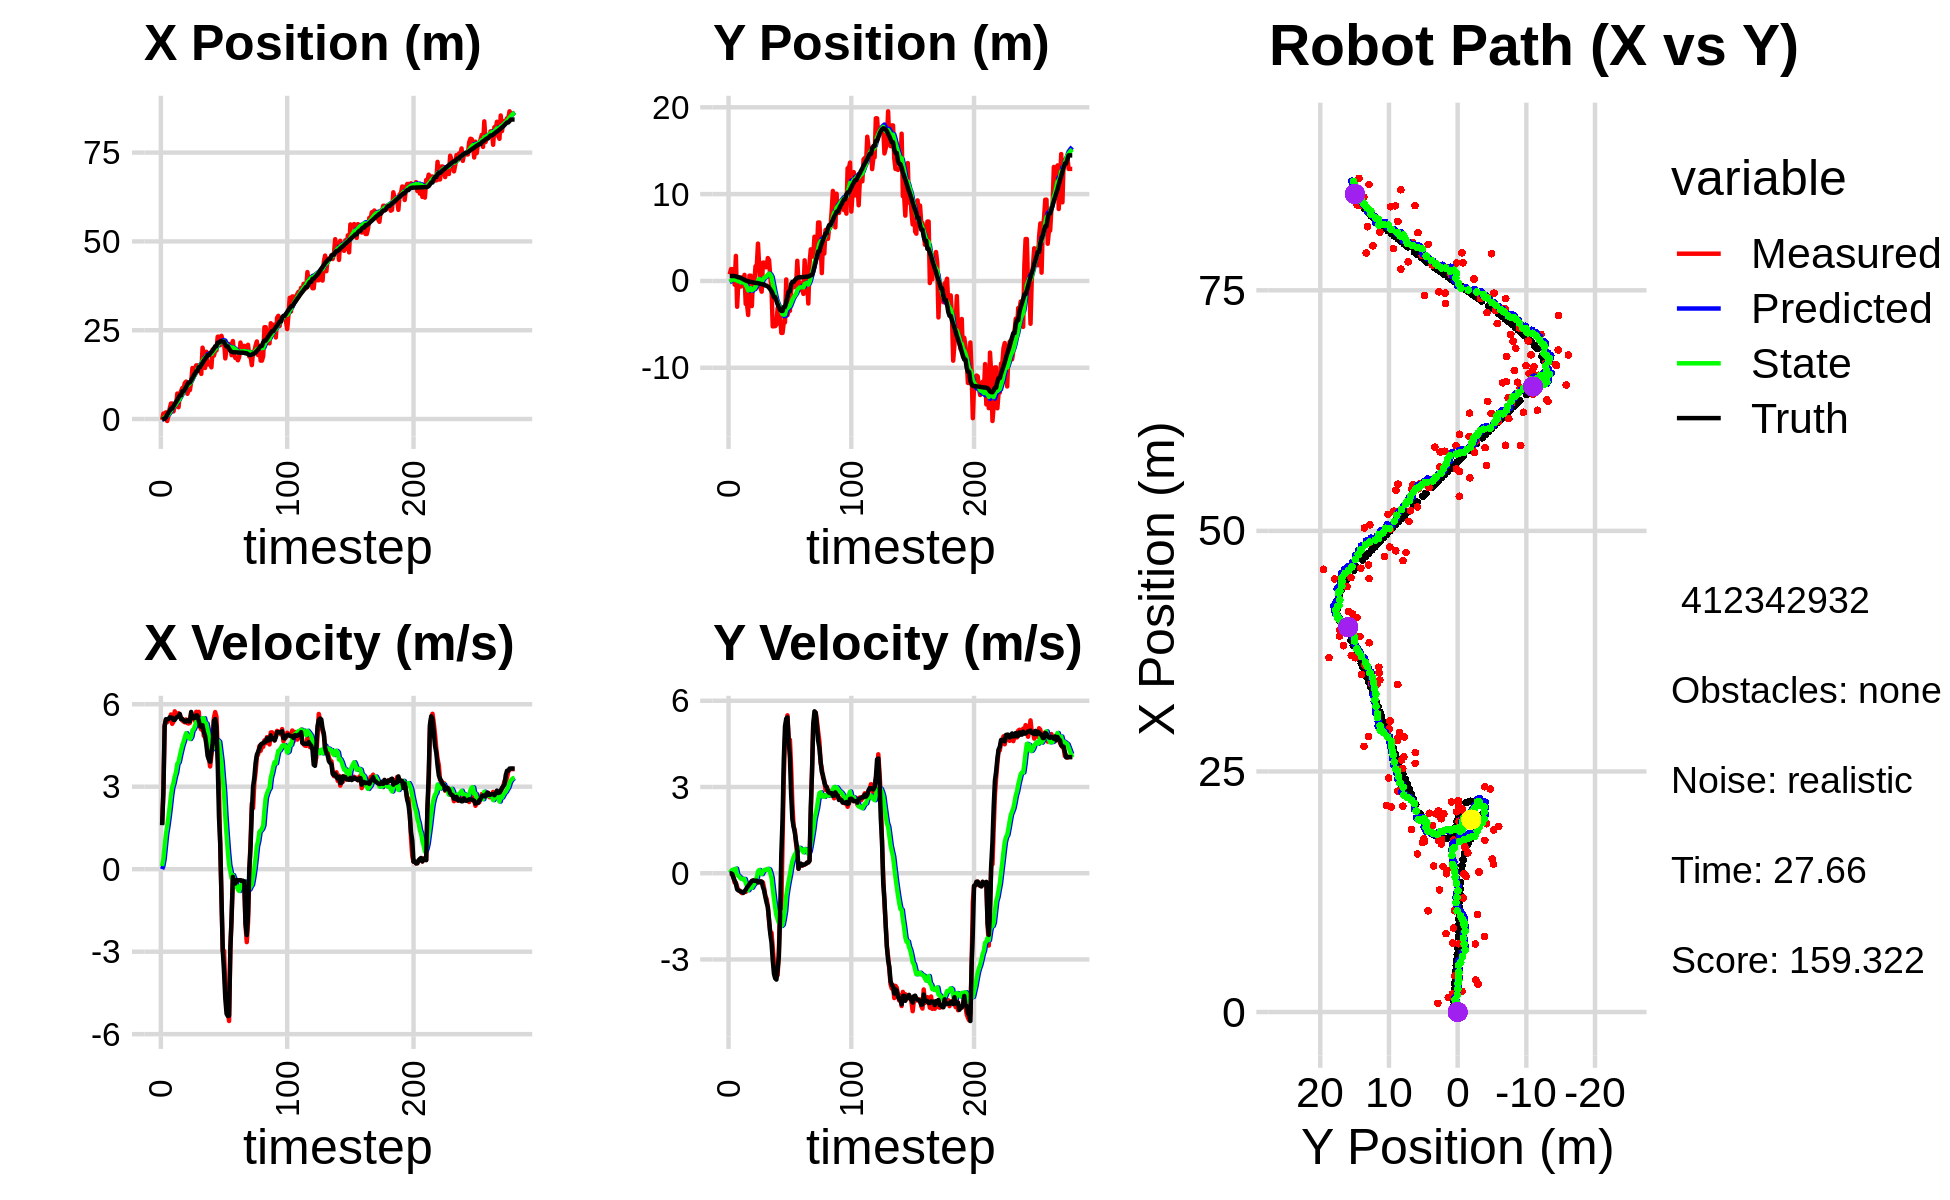 X Position (m)
75
50
25
0
0 100 200
timestep
Y Position (m)
20
10
0
-10
0 100 200
timestep
X Velocity (m/s)
6
3
0
-3
-6
0 100 200
timestep
Y Velocity (m/s)
6
3
0
-3
0 100 200
timestep
Robot Path (X vs Y)
X Position (m)
75
50
25
0
20 10 0 -10 -20
Y Position (m)
variable
Measured
Predicted
State
Truth
412342932
Obstacles: none
Noise: realistic
Time: 27.66
Score: 159.322